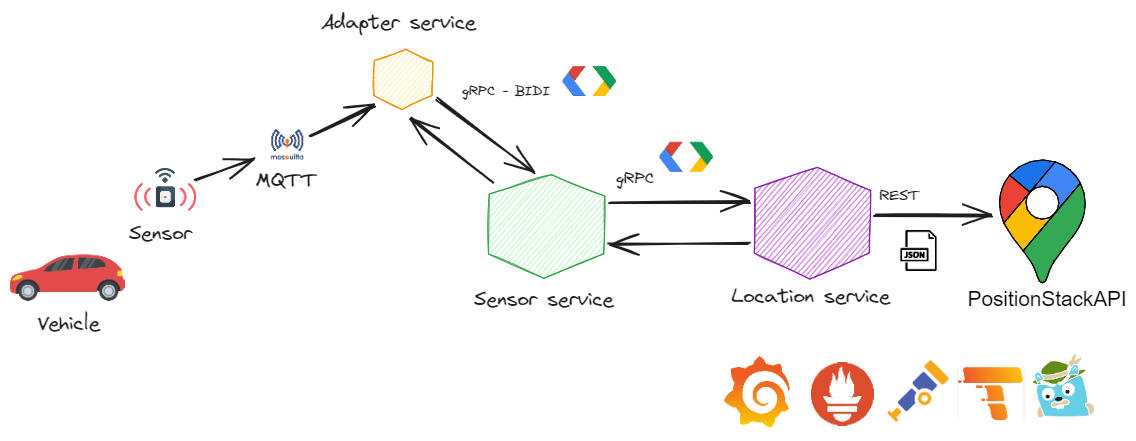 Adapter service
gRPC - BIDI
mosquitto
MQTT
gRPC
Sensor
REST
JSON
Sensor service
Location service
PositionStackAPI
Vehicle